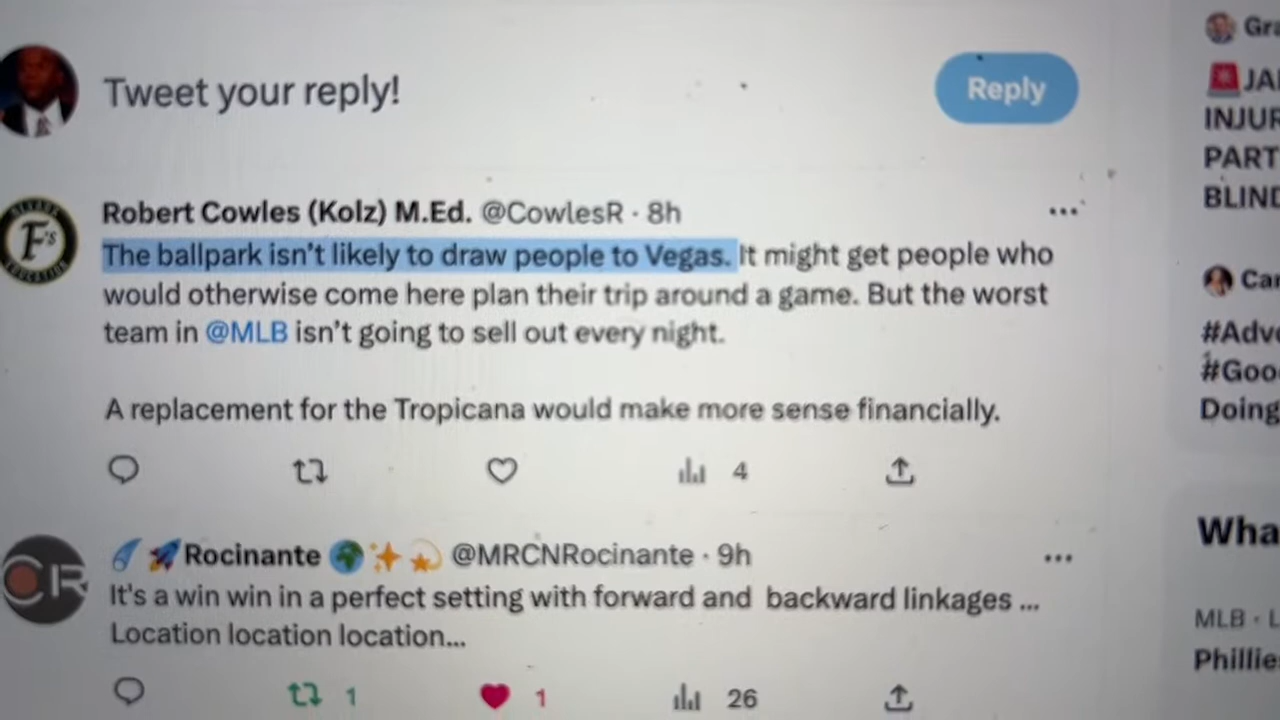 Tweet your reply!
Reply
Robert Cowles (Kolz) M.Ed. @CowlesR · 8h
The ballpark isn't likely to draw people to Vegas. It might get people who
would otherwise come here plan their trip around a game. But the worst
team in @MLB isn't going to sell out every night.
A replacement for the Tropicana would make more sense financially.
4
Rocinante @MRCNRocinante · 9h
It's a win win in a perfect setting with forward and backward linkages ...
Location location location...
1
1
26
INJUR
PART
BLIND
#Adv
#Goo
Doing
Wha
MLB · L
Phillie